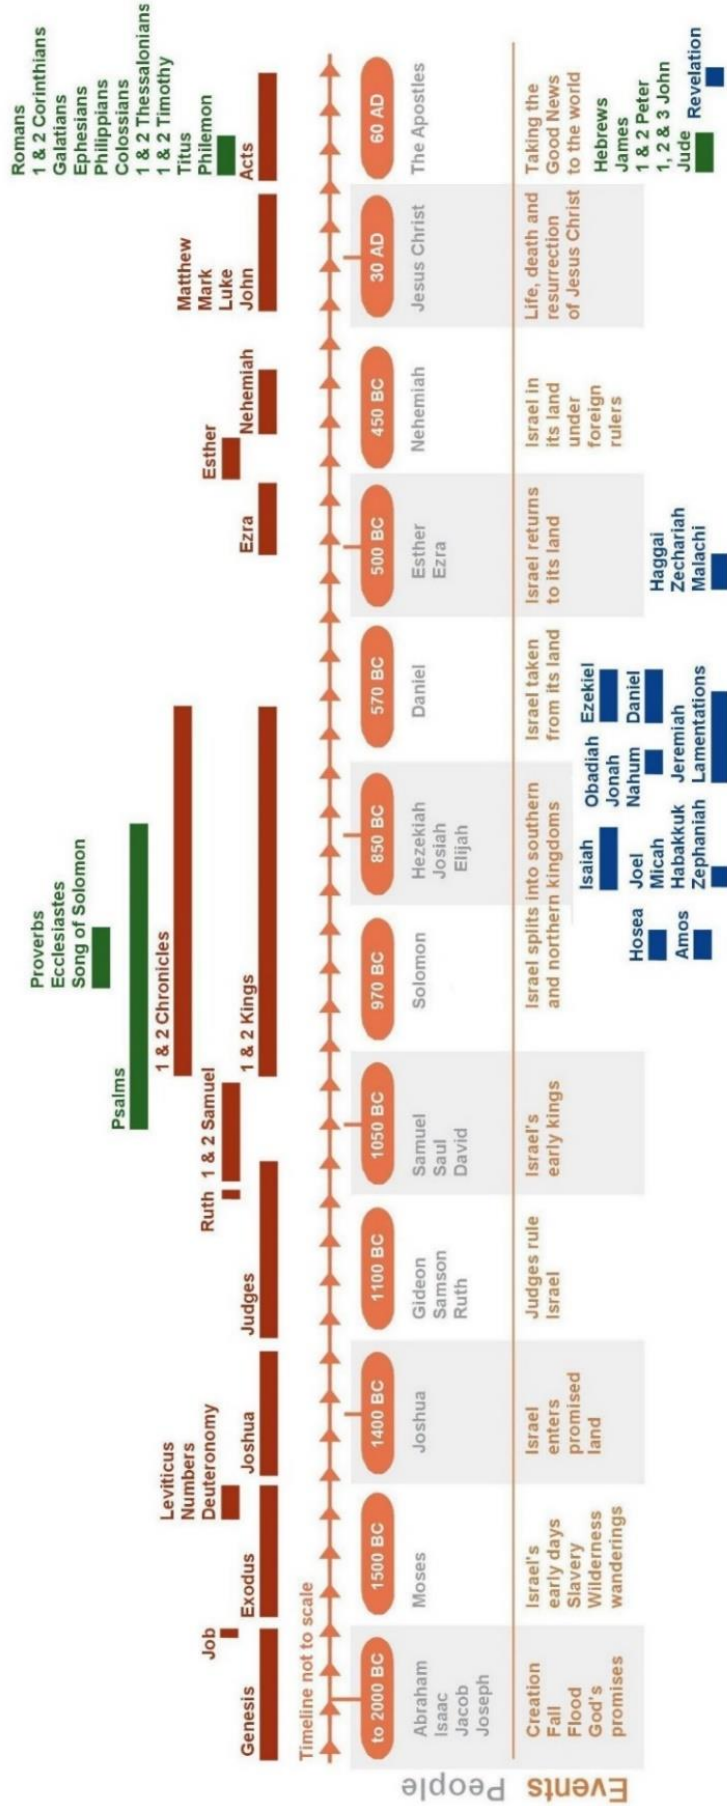 Romans
1 & 2 Corinthians
Galatians
Ephesians
Philippians
Colossians
1 & 2 Thessalonians
1 & 2 Timothy
Titus
Philemon
Proverbs
Ecclesiastes
Song of Solomon
Psalms
1 & 2 Chronicles
Leviticus
Numbers
Deuteronomy
Matthew
Mark
Luke
John
Job
Ruth
1 & 2 Samuel
Esther
Genesis
Exodus
Joshua
Judges
1 & 2 Kings
Ezra
Nehemiah
Acts
Timeline not to scale
to 2000 BC
1500 BC
1400 BC
1100 BC
1050 BC
970 BC
850 BC
570 BC
500 BC
450 BC
30 AD
60 AD
People
Abraham
Isaac
Jacob
Joseph
Moses
Joshua
Gideon
Samson
Ruth
Samuel
Saul
David
Solomon
Hezekiah
Josiah
Elijah
Daniel
Esther
Ezra
Nehemiah
Jesus Christ
The Apostles
Events
Creation
Fall
Flood
God's
promises
Israel's
early days
Slavery
Wilderness
wanderings
Israel
enters
promised
land
Judges rule
Israel
Israel's
early kings
Israel splits into southern
and northern kingdoms
Israel taken
from its land
Israel returns
to its land
Israel in
its land
under
foreign
rulers
Life, death and
resurrection
of Jesus Christ
Taking the
Good News
to the world
Hosea
Amos
Isaiah
Joel
Micah
Habakkuk
Zephaniah
Obadiah
Jonah
Nahum
Jeremiah
Lamentations
Ezekiel
Daniel
Haggai
Zechariah
Malachi
Hebrews
James
1 & 2 Peter
1, 2 & 3 John
Jude
Revelation